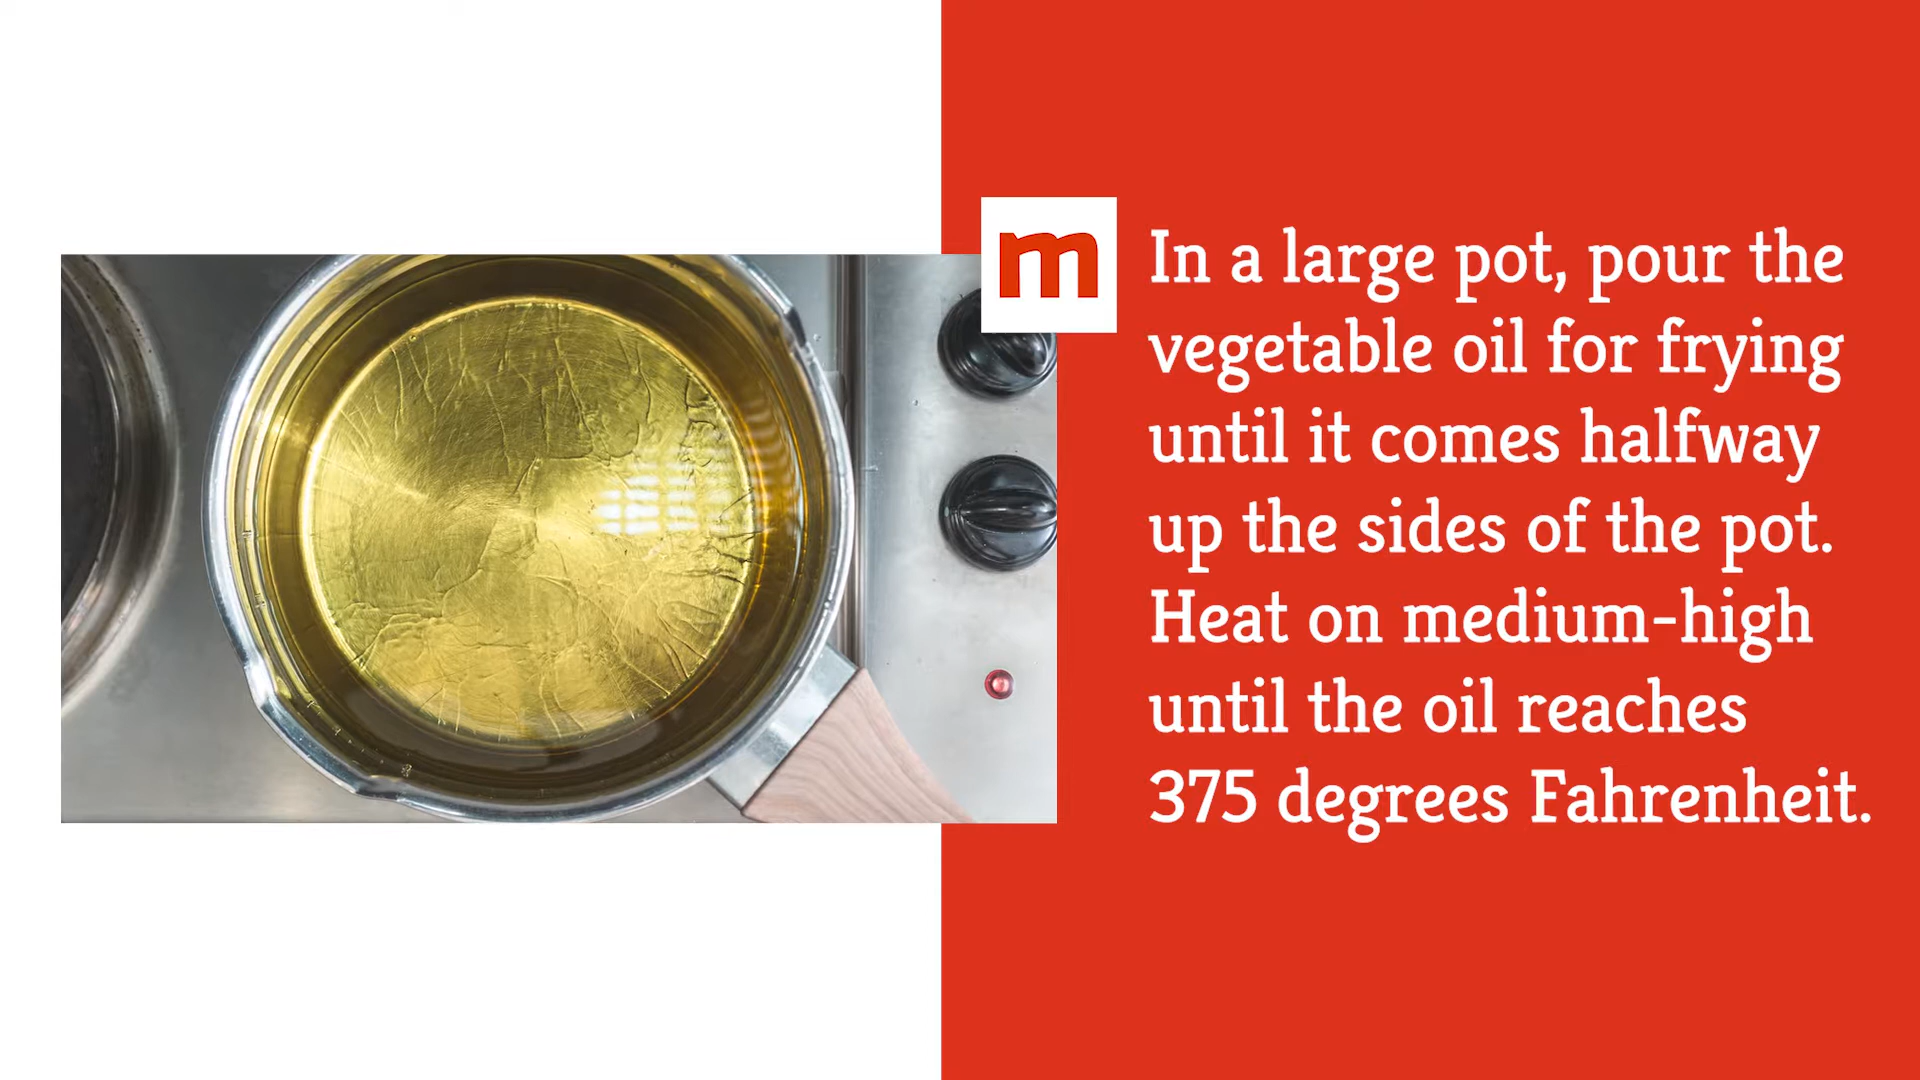 m
In a large pot, pour the
vegetable oil for frying
until it comes halfway
up the sides of the pot.
Heat on medium-high
until the oil reaches
375 degrees Fahrenheit.